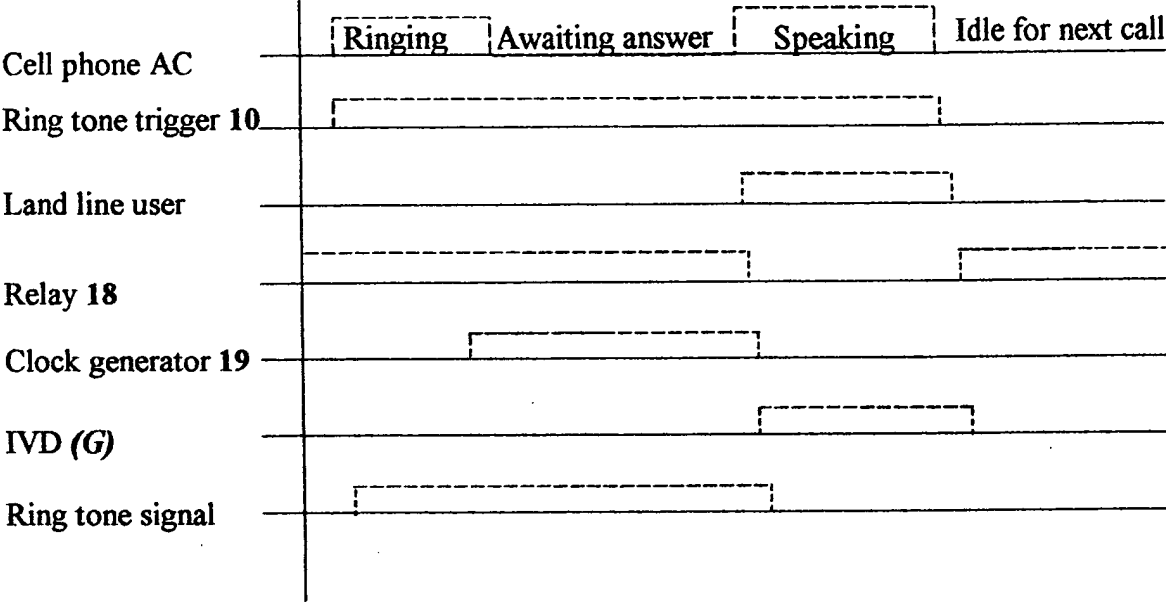 Ringing Awaiting answer Speaking Idle for next call
Cell phone AC
Ring tone trigger 10
Land line user
Relay 18
Clock generator 19
IVD (G)
Ring tone signal